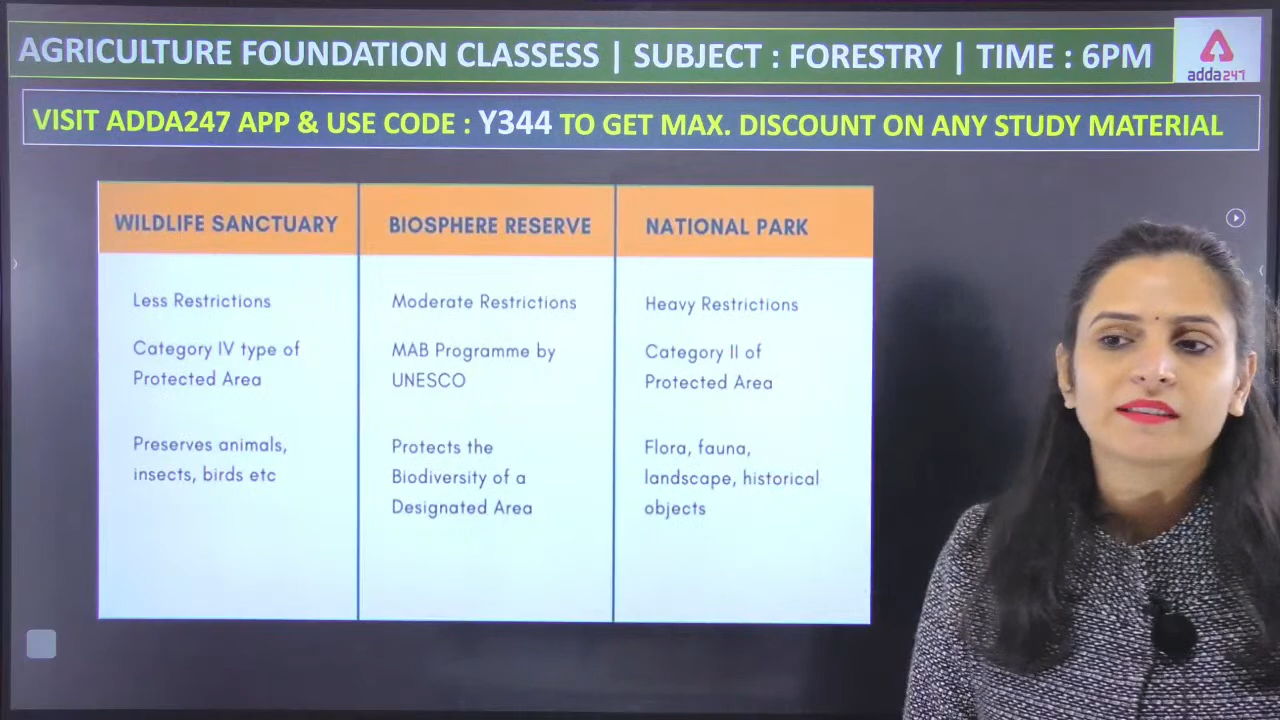 AGRICULTURE FOUNDATION CLASSESS | SUBJECT : FORESTRY | TIME : 6PM
adda247
VISIT ADDA247 APP & USE CODE : Y344 TO GET MAX. DISCOUNT ON ANY STUDY MATERIAL
WILDLIFE SANCTUARY
Less Restrictions
Category IV type of
Protected Area
Preserves animals,
insects, birds etc
BIOSPHERE RESERVE
Moderate Restrictions
MAB Programme by
UNESCO
Protects the
Biodiversity of a
Designated Area
NATIONAL PARK
Heavy Restrictions
Category II of
Protected Area
Flora, fauna,
landscape, historical
objects